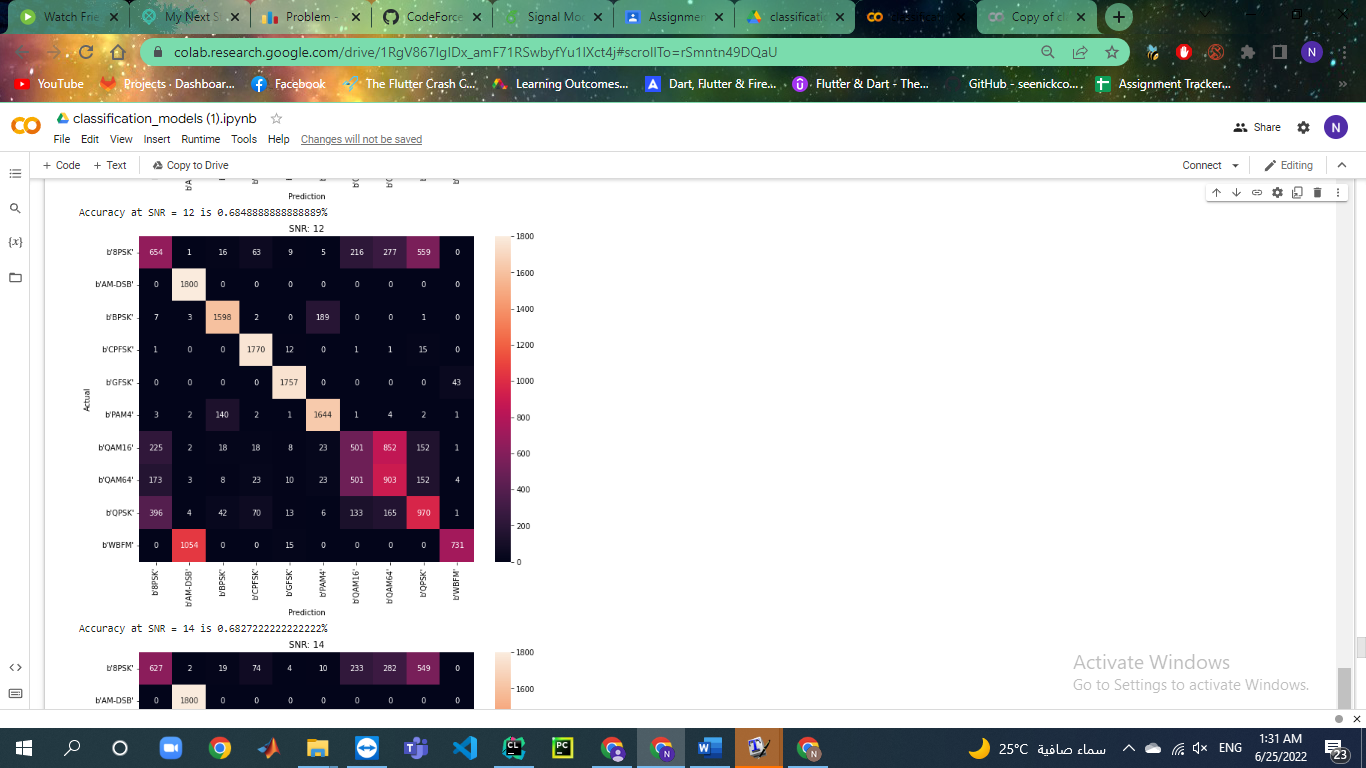 Watch Frie
My Next S
Problem -
CodeForce
Signal Mo
Assignmen
classificati
Copy of cl
colab.research.google.com/drive/1RgV867IgIDx_amF71RSwbyfYu1IXct4j#scrollTo=rSmntn49DQaU
N
YouTube
Projects · Dashboar...
Facebook
The Flutter Crash C...
Learning Outcomes...
Dart, Flutter & Fire...
Flutter & Dart - The...
GitHub - seenickco...
Assignment Tracker...
»
CO
classification_models (1).ipynb
File Edit View Insert Runtime Tools Help Changes will not be saved
Share
N
+ Code + Text Copy to Drive
Connect Editing
{x}
Prediction
Accuracy at SNR = 12 is 0.6848888888888889%
SNR: 12
b'8PSK' 654 1 16 63 9 5 216 277 559 0
b'AM-DSB' 0 1800 0 0 0 0 0 0 0 0
b'BPSK' 7 3 1598 2 0 189 0 0 1 0
b'CPFSK' 1 0 0 1770 12 0 1 1 15 0
b'GFSK' 0 0 0 0 1757 0 0 0 0 43
b'PAM4' 3 2 140 2 1 1644 1 4 2 1
b'QAM16' 225 2 18 18 8 23 501 852 152 1
b'QAM64' 173 3 8 23 10 23 501 903 152 4
b'QPSK' 396 4 42 70 13 6 133 165 970 1
b'WBFM' 0 1054 0 0 15 0 0 0 0 731
Actual
b'8PSK' b'AM-DSB' b'BPSK' b'CPFSK' b'GFSK' b'PAM4' b'QAM16' b'QAM64' b'QPSK' b'WBFM'
Prediction
1800
1600
1400
1200
1000
800
600
400
200
0
Accuracy at SNR = 14 is 0.6827222222222222%
SNR: 14
b'8PSK' 627 2 19 74 4 10 233 282 549 0
b'AM-DSB' 0 1800 0 0 0 0 0 0 0 0
1800
1600
Activate Windows
Go to Settings to activate Windows.
25°C سماء صافية
ENG
1:31 AM
6/25/2022
23